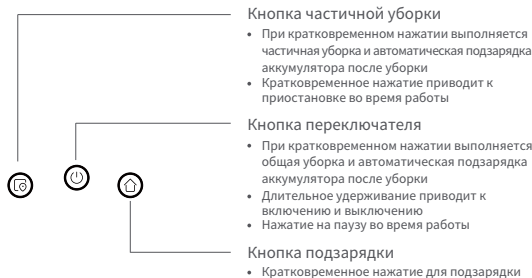 Кнопка частичной уборки
• При кратковременном нажатии выполняется
частичная уборка и автоматическая подзарядка
аккумулятора после уборки
• Кратковременное нажатие приводит к
приостановке во время работы
Кнопка переключателя
• При кратковременном нажатии выполняется
общая уборка и автоматическая подзарядка
аккумулятора после уборки
• Длительное удерживание приводит к
включению и выключению
• Нажатие на паузу во время работы
Кнопка подзарядки
• Кратковременное нажатие для подзарядки